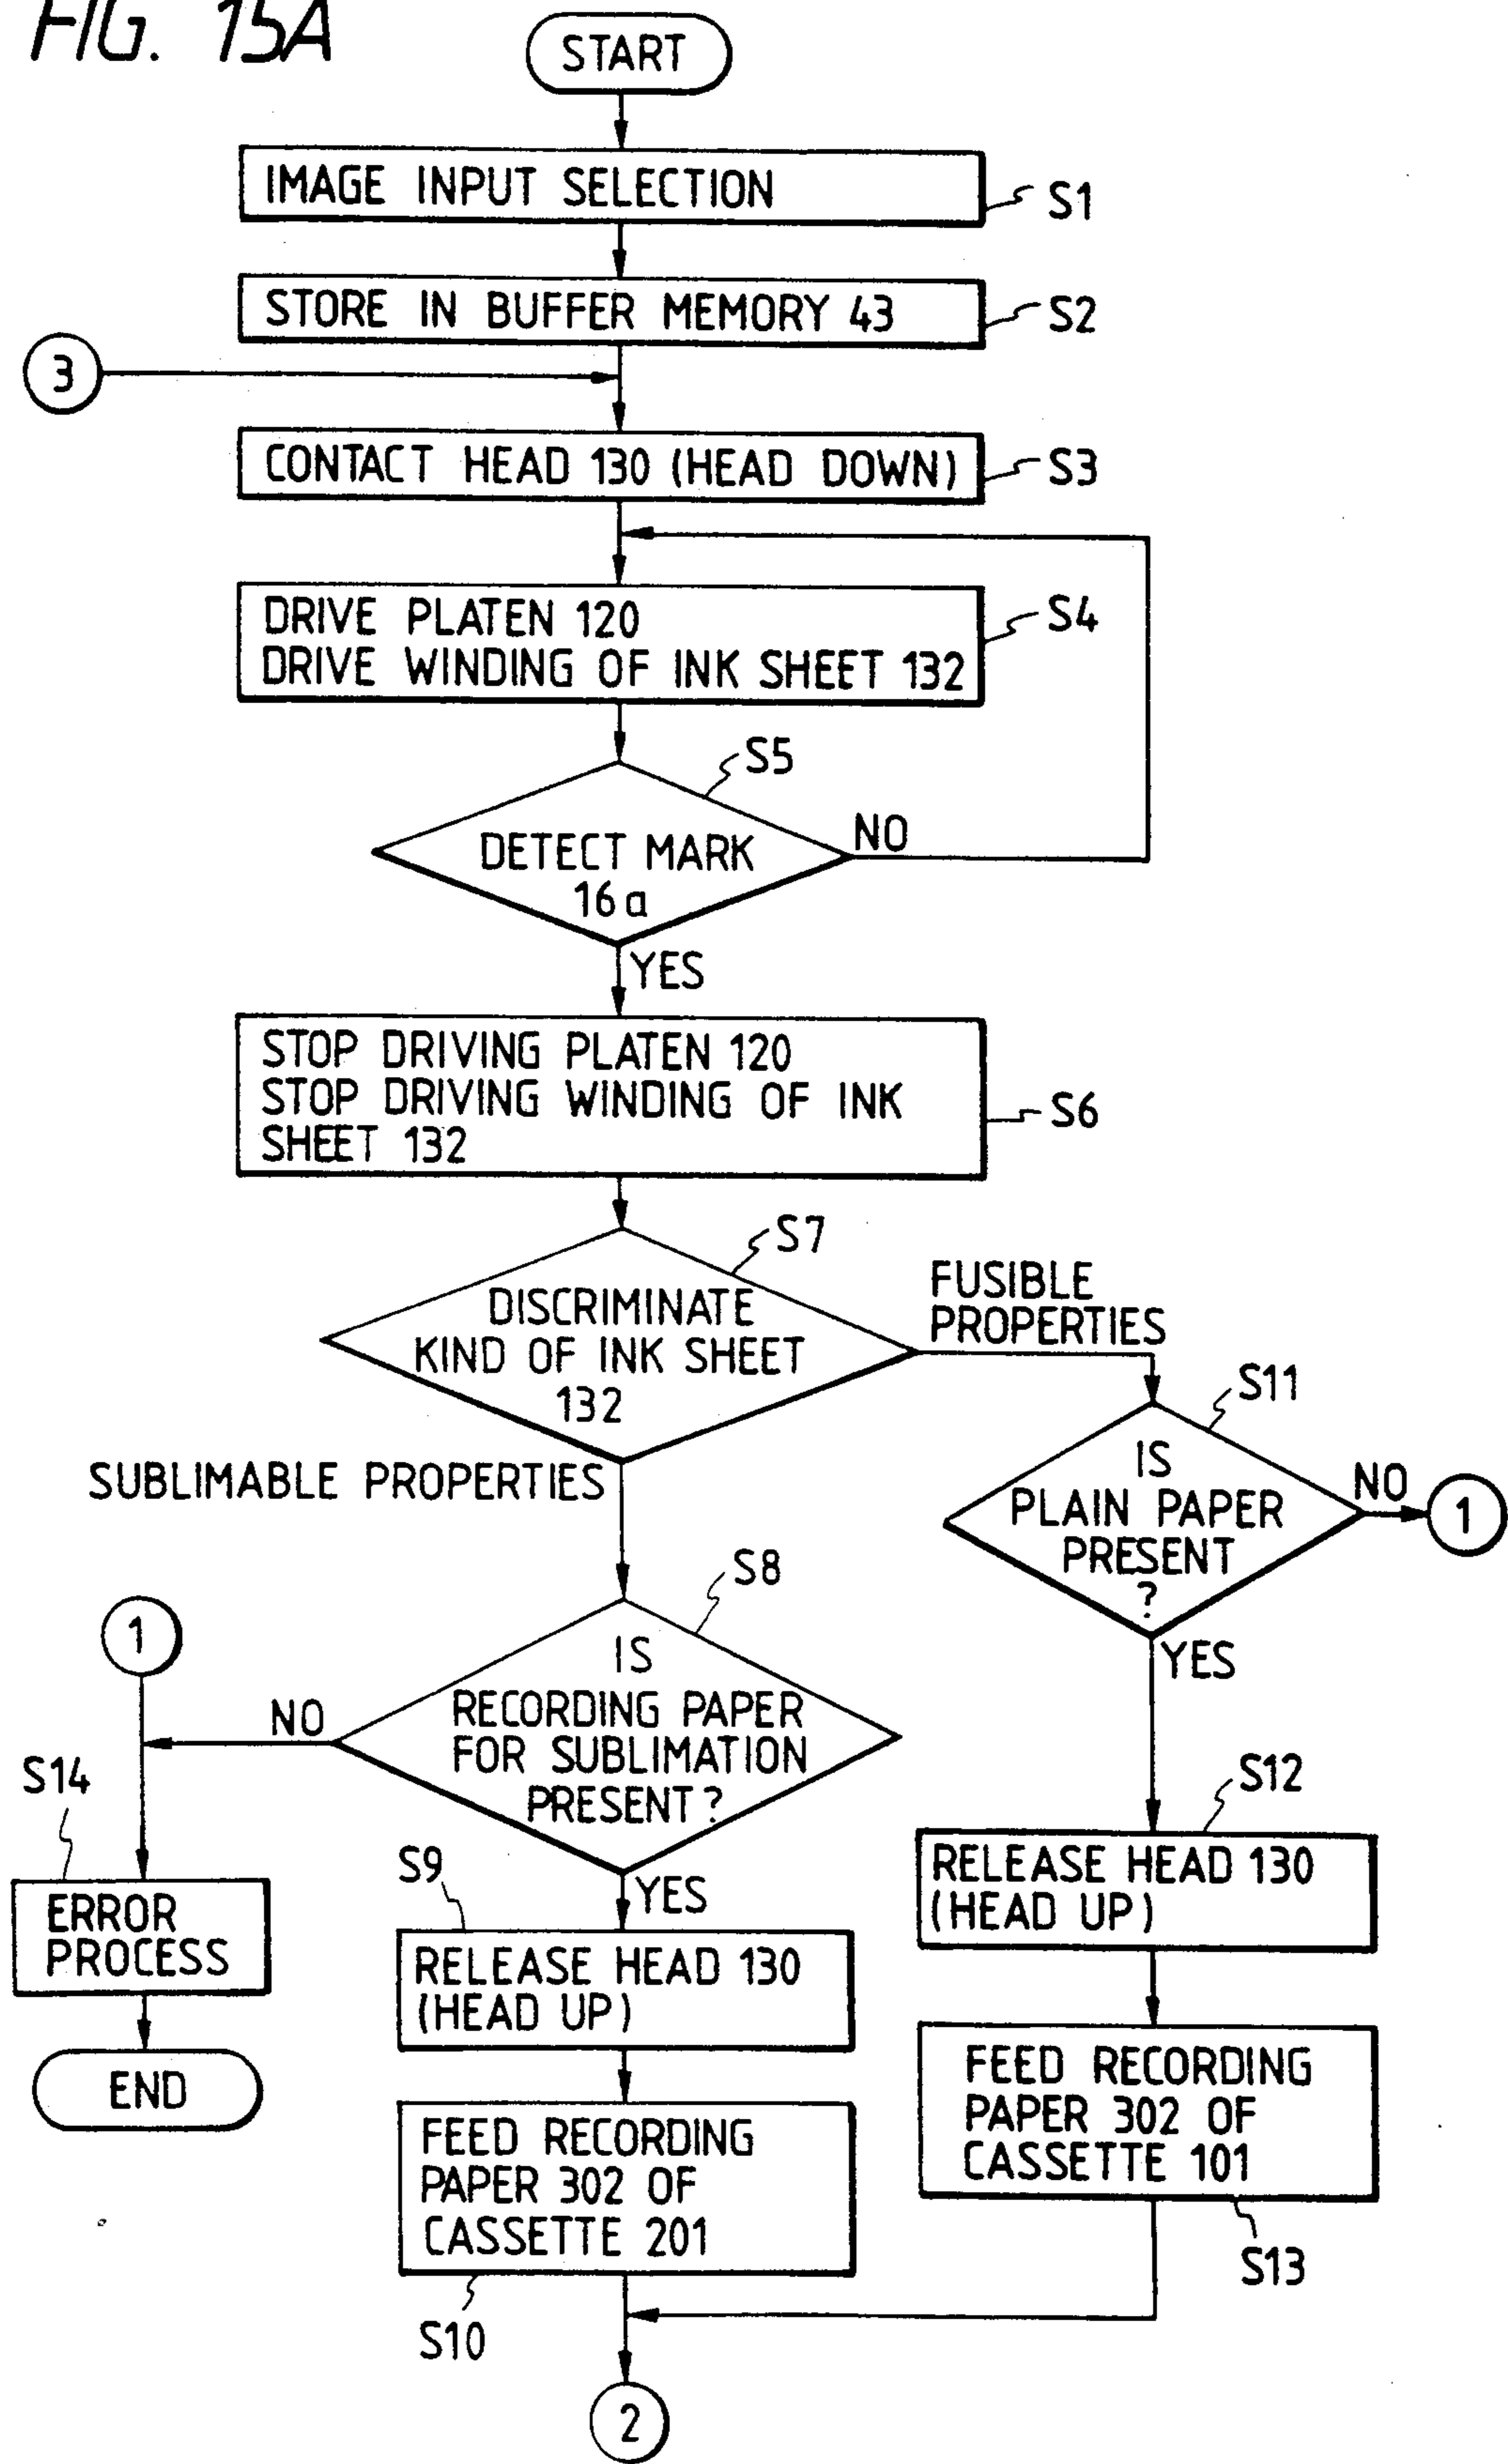 FIG. 15A
START
IMAGE INPUT SELECTION
S1
STORE IN BUFFER MEMORY 43
S2
3
CONTACT HEAD 130 (HEAD DOWN)
S3
DRIVE PLATEN 120
DRIVE WINDING OF INK SHEET 132
S4
S5
DETECT MARK
16a
NO
YES
STOP DRIVING PLATEN 120
STOP DRIVING WINDING OF INK
SHEET 132
S6
S7
DISCRIMINATE
KIND OF INK SHEET
132
FUSIBLE
PROPERTIES
SUBLIMABLE PROPERTIES
S11
IS
PLAIN PAPER
PRESENT
?
NO
1
YES
S8
IS
RECORDING PAPER
FOR SUBLIMATION
PRESENT?
NO
1
YES
S14
ERROR
PROCESS
END
S9
RELEASE HEAD 130
(HEAD UP)
FEED RECORDING
PAPER 302 OF
CASSETTE 201
S10
S12
RELEASE HEAD 130
(HEAD UP)
FEED RECORDING
PAPER 302 OF
CASSETTE 101
S13
2